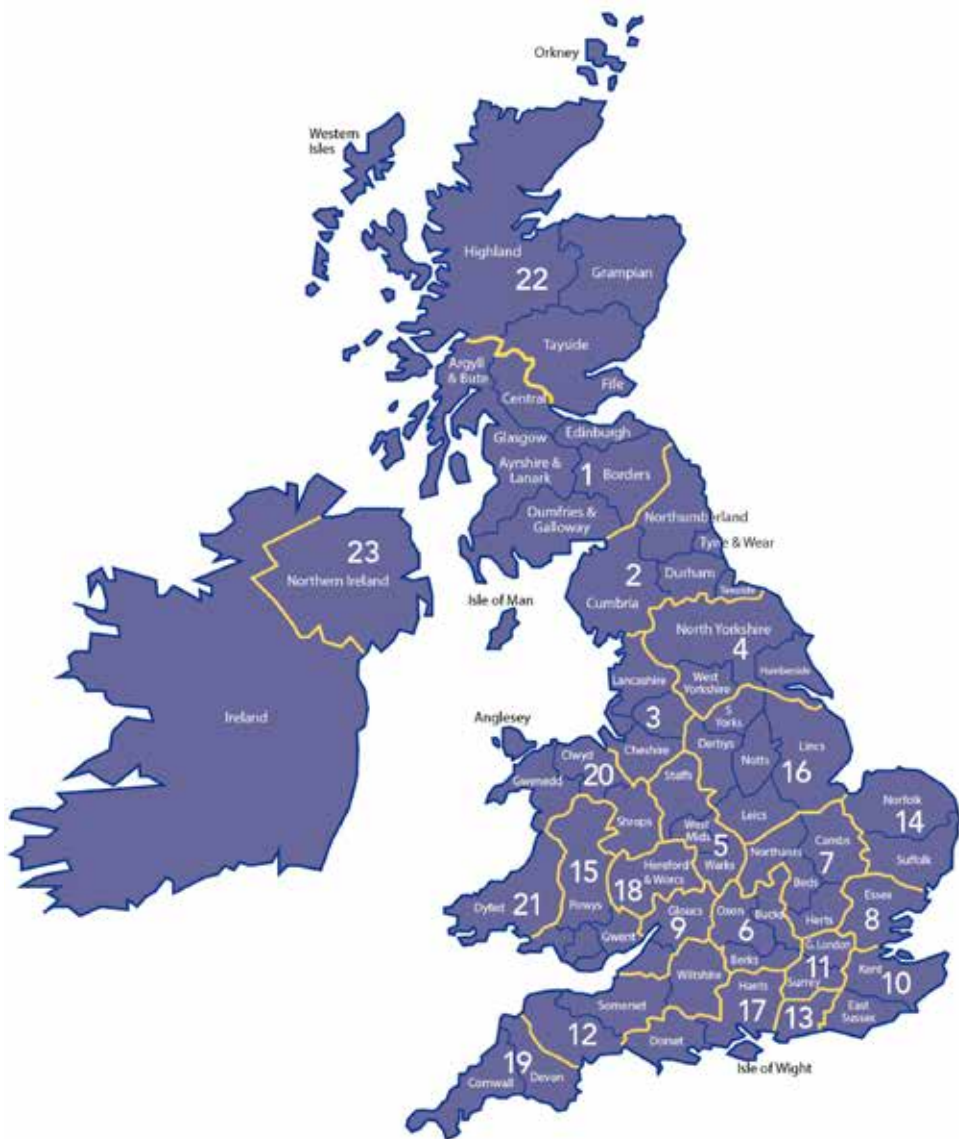 Orkney
Western
Isles
Highland
22
Grampian
Tayside
Argyll
& Bute
Fife
Central
Glasgow
Edinburgh
Ayrshire &
Lanark
1
Borders
Dumfries &
Galloway
Northumberland
Tyne & Wear
23
Northern Ireland
2
Durham
Teesside
Cumbria
Isle of Man
North Yorkshire
4
Humberside
Lancashire
West
Yorkshire
Ireland
3
S
Yorks
Anglesey
Clwyd
Cheshire
Derbys
Lincs
Notts
Gwenedd
20
Staffs
16
Norfolk
14
Shrops
Leics
West
Mids
5
Cambs
Northants
7
Suffolk
Warks
Hereford
& Worcs
15
18
Beds
Essex
8
Dyfed
21
Powys
Gloucs
9
Oxon
Bucks
Herts
6
Gwent
G. London
Berks
11
Kent
10
Wiltshire
Surrey
Hants
Somerset
17
13
East
Sussex
12
Dorset
Isle of Wight
19
Cornwall
Devon